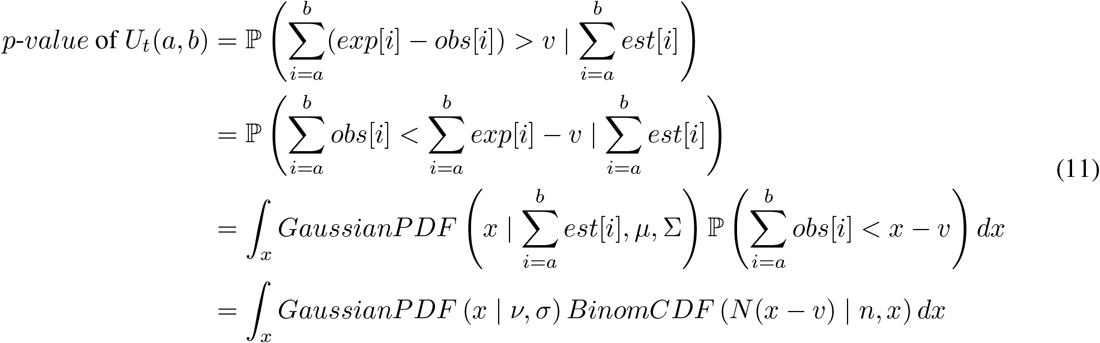 p-value of U_t(a, b) = ℙ ( ∑_{i=a}^{b} (exp[i] − obs[i]) > v | ∑_{i=a}^{b} est[i] )
= ℙ ( ∑_{i=a}^{b} obs[i] < ∑_{i=a}^{b} exp[i] − v | ∑_{i=a}^{b} est[i] )
(11)
= ∫_x GaussianPDF ( x | ∑_{i=a}^{b} est[i], μ, Σ ) ℙ ( ∑_{i=a}^{b} obs[i] < x − v ) dx
= ∫_x GaussianPDF (x | ν, σ) BinomCDF (N(x − v) | n, x) dx